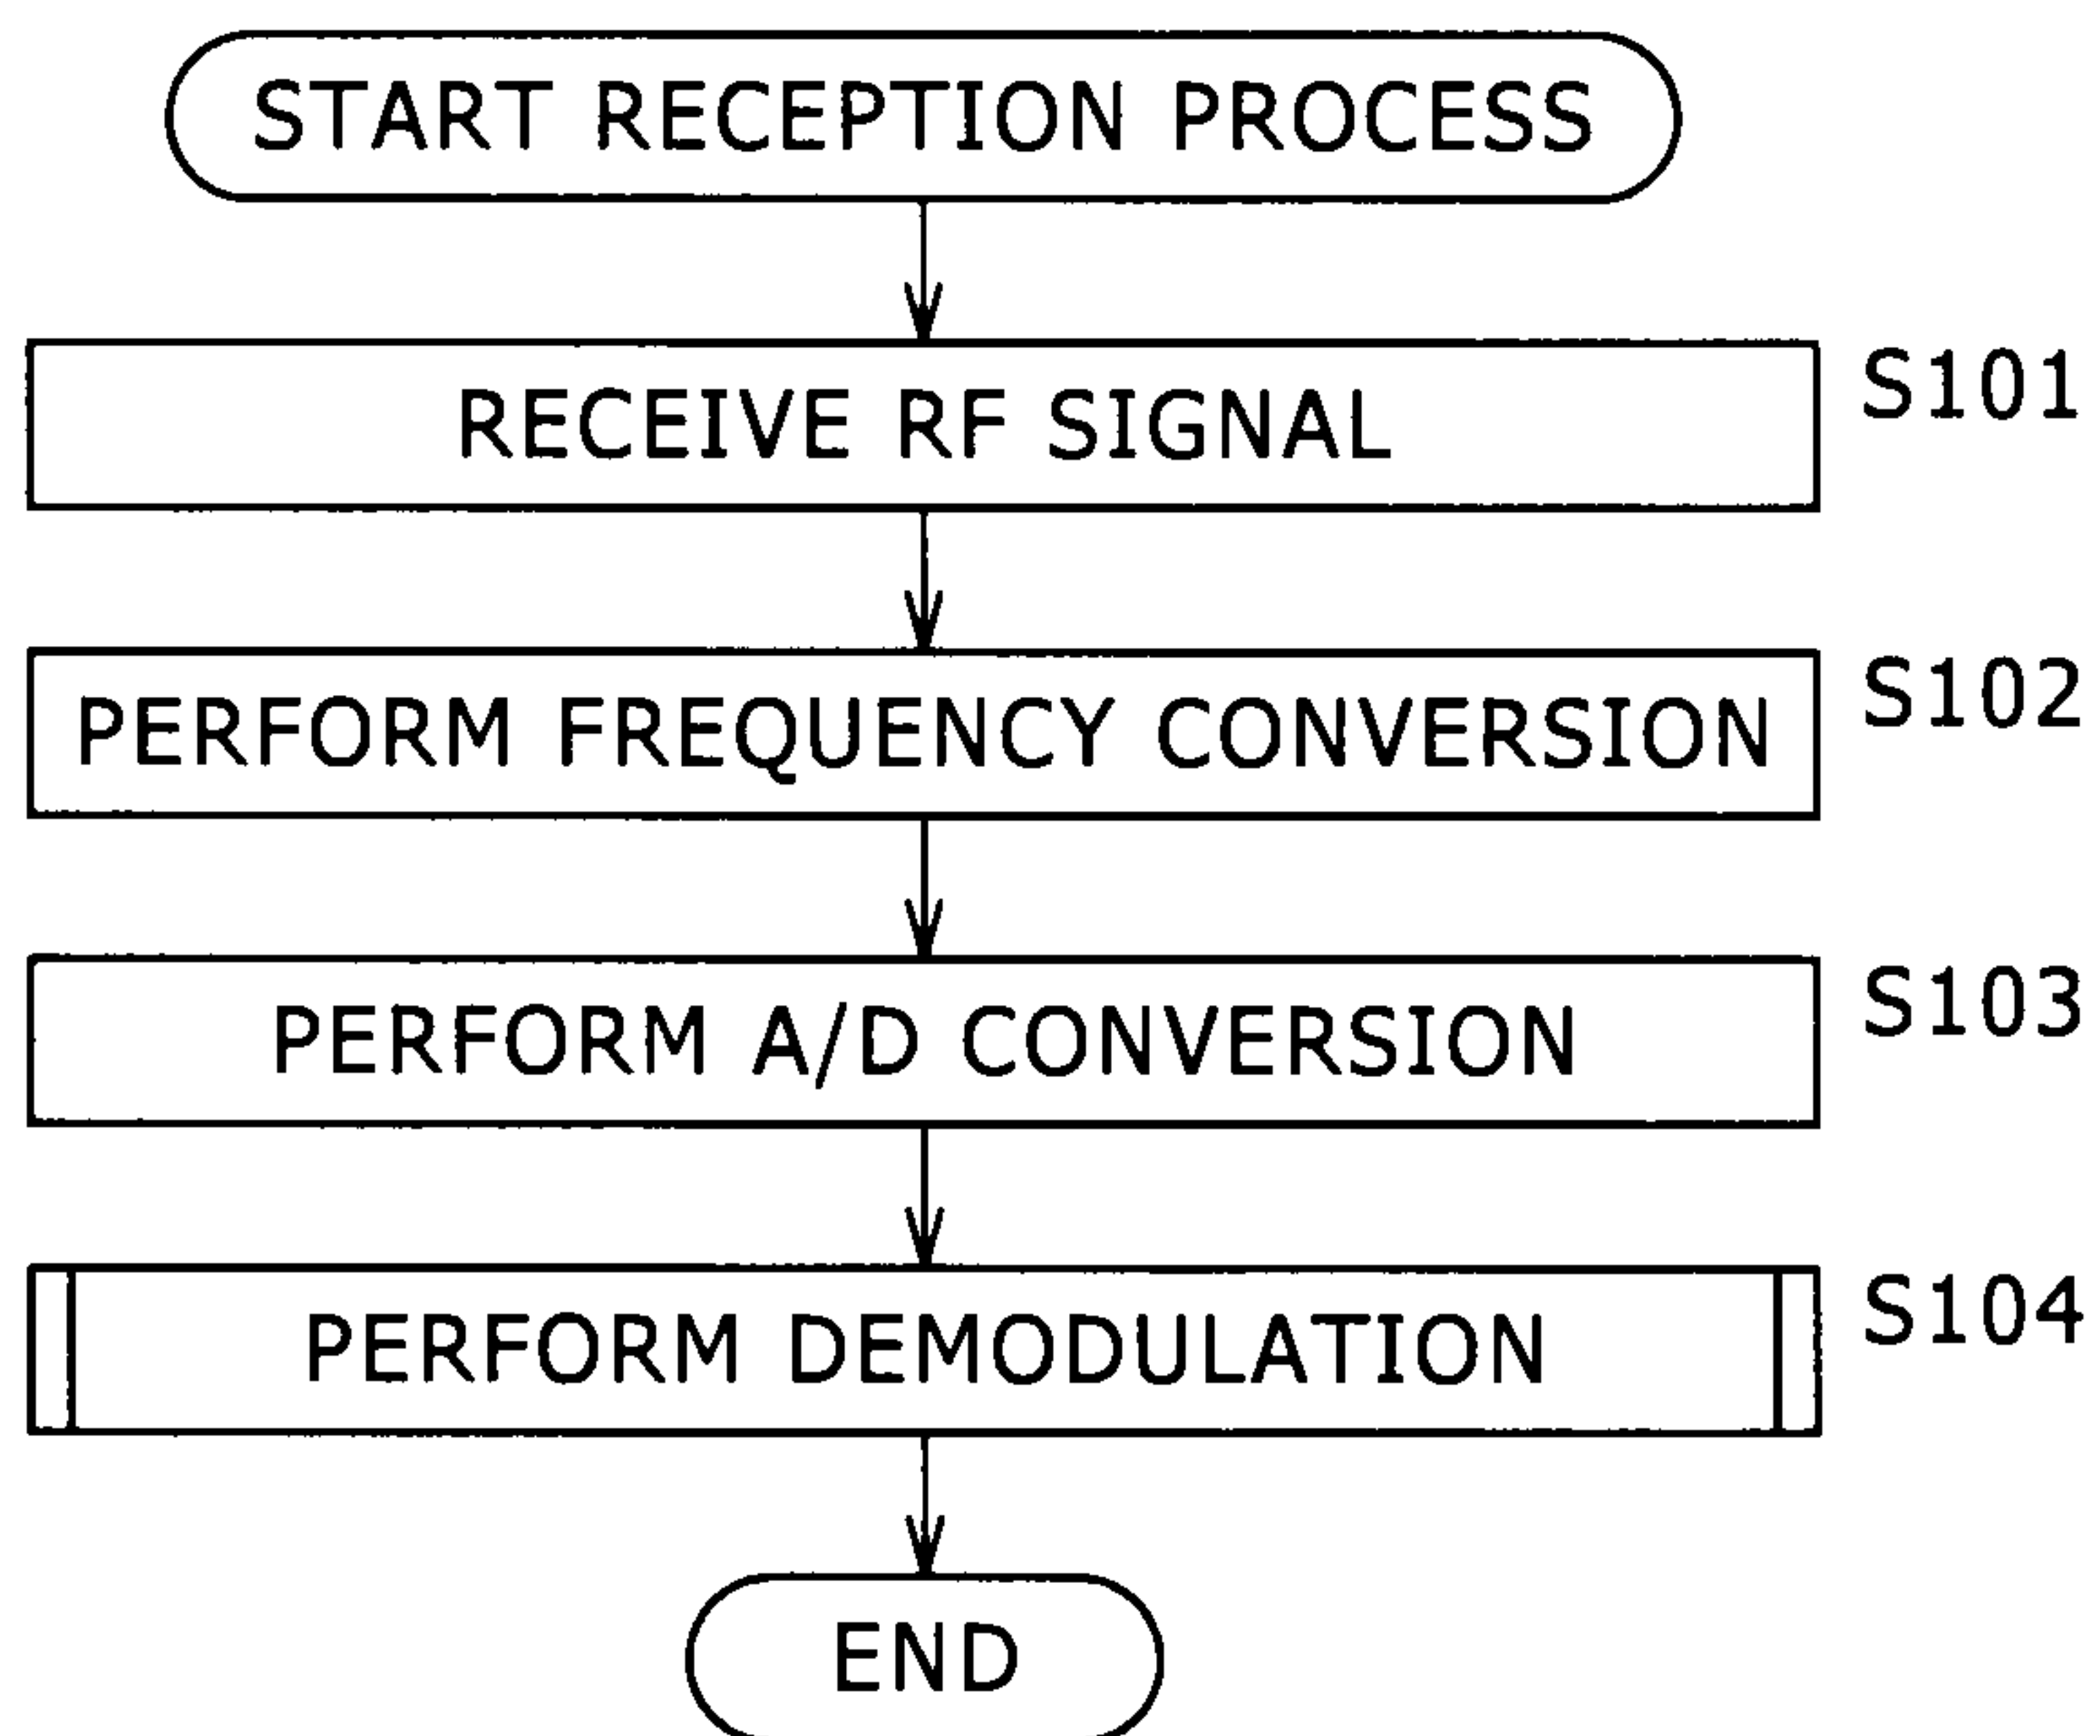 START RECEPTION PROCESS
RECEIVE RF SIGNAL
S101
PERFORM FREQUENCY CONVERSION
S102
PERFORM A/D CONVERSION
S103
PERFORM DEMODULATION
S104
END